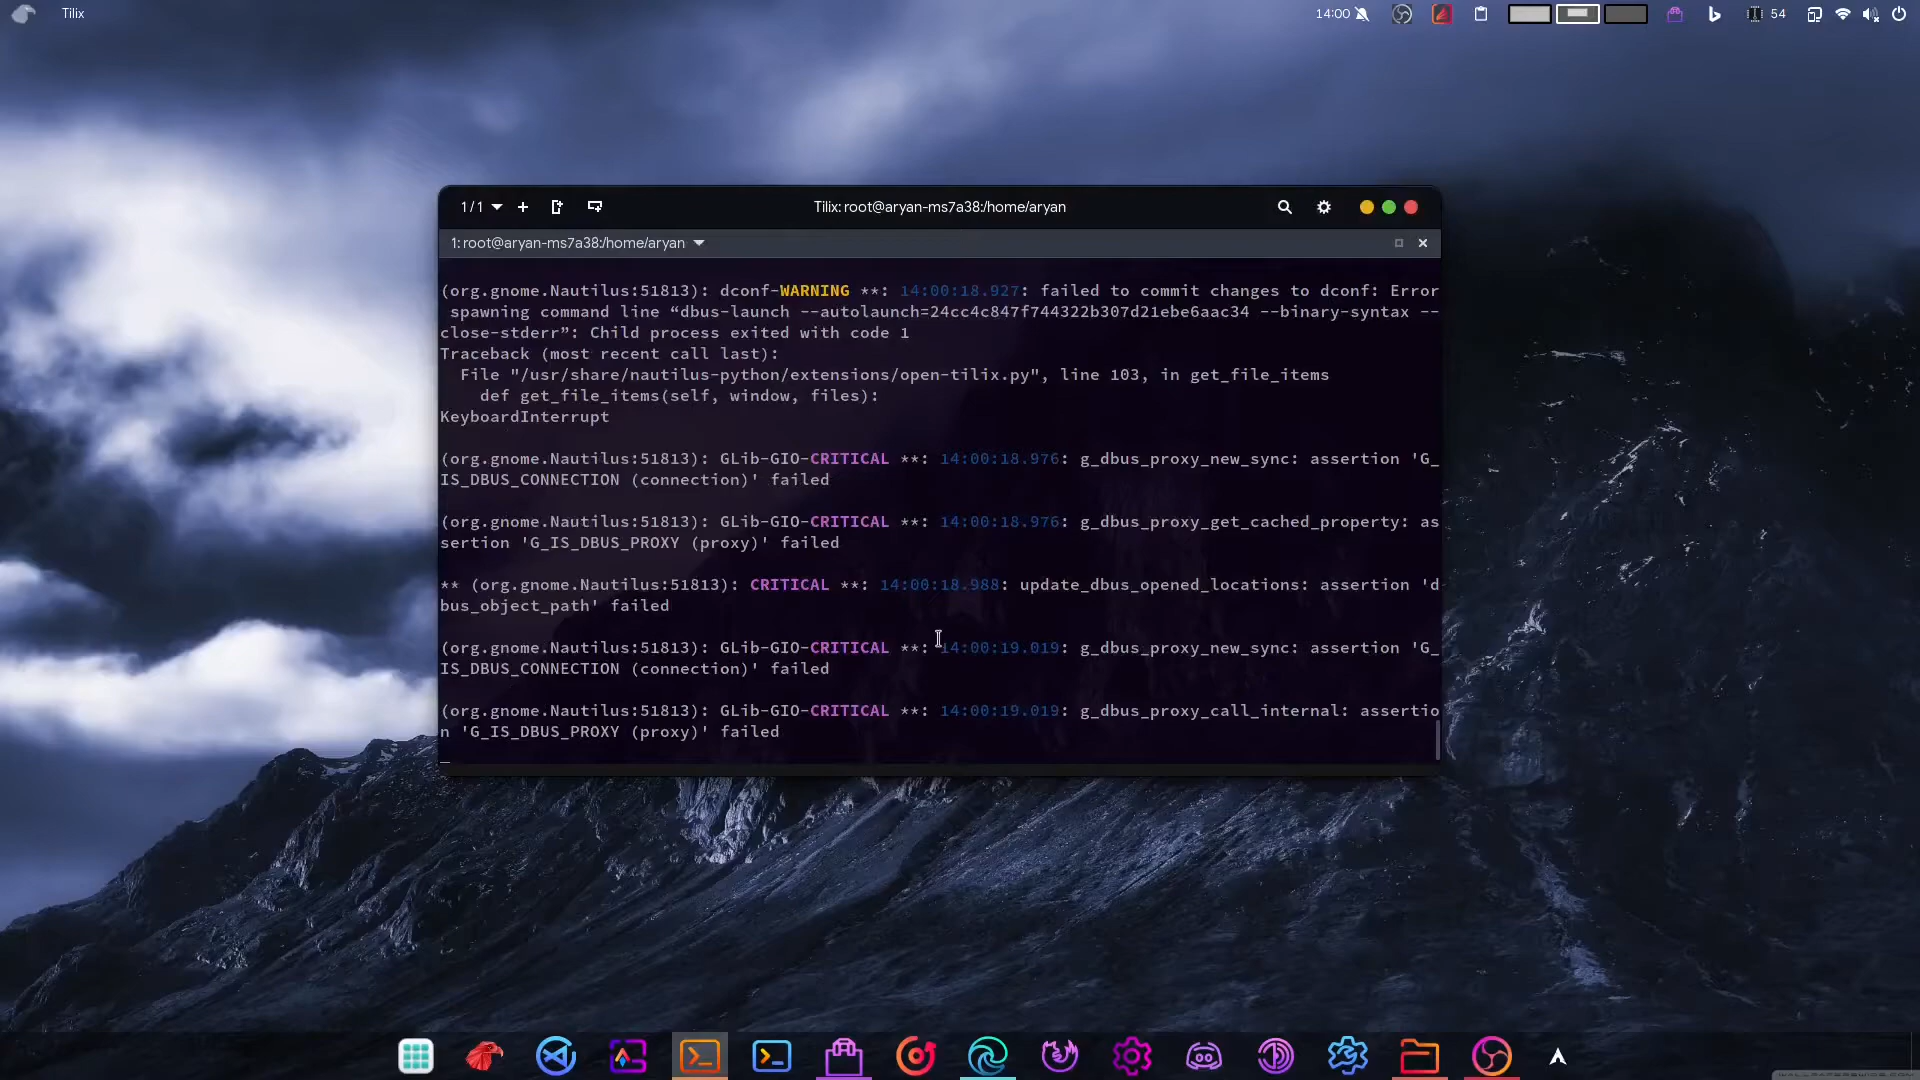 Tilix
14:00
54
1 / 1
Tilix: root@aryan-ms7a38:/home/aryan
1: root@aryan-ms7a38:/home/aryan
(org.gnome.Nautilus:51813): dconf-WARNING **: 14:00:18.927: failed to commit changes to dconf: Error
spawning command line “dbus-launch --autolaunch=24cc4c847f744322b307d21ebe6aac34 --binary-syntax --
close-stderr”: Child process exited with code 1
Traceback (most recent call last):
File "/usr/share/nautilus-python/extensions/open-tilix.py", line 103, in get_file_items
def get_file_items(self, window, files):
KeyboardInterrupt
(org.gnome.Nautilus:51813): GLib-GIO-CRITICAL **: 14:00:18.976: g_dbus_proxy_new_sync: assertion 'G_
IS_DBUS_CONNECTION (connection)' failed
(org.gnome.Nautilus:51813): GLib-GIO-CRITICAL **: 14:00:18.976: g_dbus_proxy_get_cached_property: as
sertion 'G_IS_DBUS_PROXY (proxy)' failed
** (org.gnome.Nautilus:51813): CRITICAL **: 14:00:18.988: update_dbus_opened_locations: assertion 'd
bus_object_path' failed
(org.gnome.Nautilus:51813): GLib-GIO-CRITICAL **: 14:00:19.019: g_dbus_proxy_new_sync: assertion 'G_
IS_DBUS_CONNECTION (connection)' failed
(org.gnome.Nautilus:51813): GLib-GIO-CRITICAL **: 14:00:19.019: g_dbus_proxy_call_internal: assertio
n 'G_IS_DBUS_PROXY (proxy)' failed